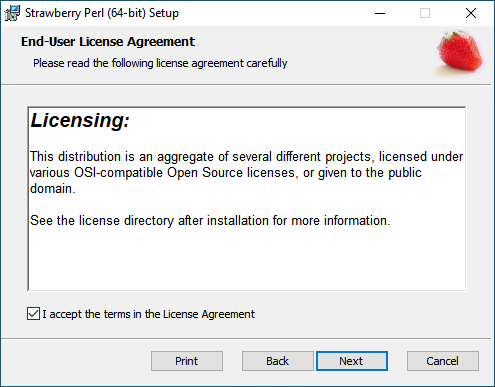 Strawberry Perl (64-bit) Setup
End-User License Agreement
Please read the following license agreement carefully
Licensing:
This distribution is an aggregate of several different projects, licensed under
various OSI-compatible Open Source licenses, or given to the public
domain.
See the license directory after installation for more information.
I accept the terms in the License Agreement
Print Back Next Cancel